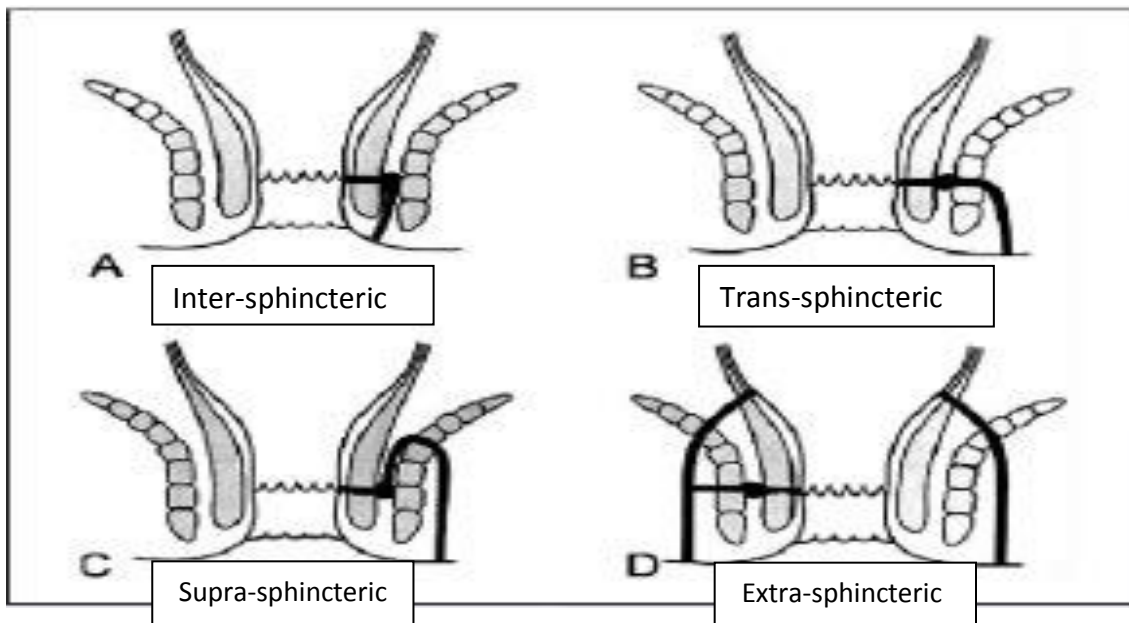 A
Inter-sphincteric
B
Trans-sphincteric
C
Supra-sphincteric
D
Extra-sphincteric